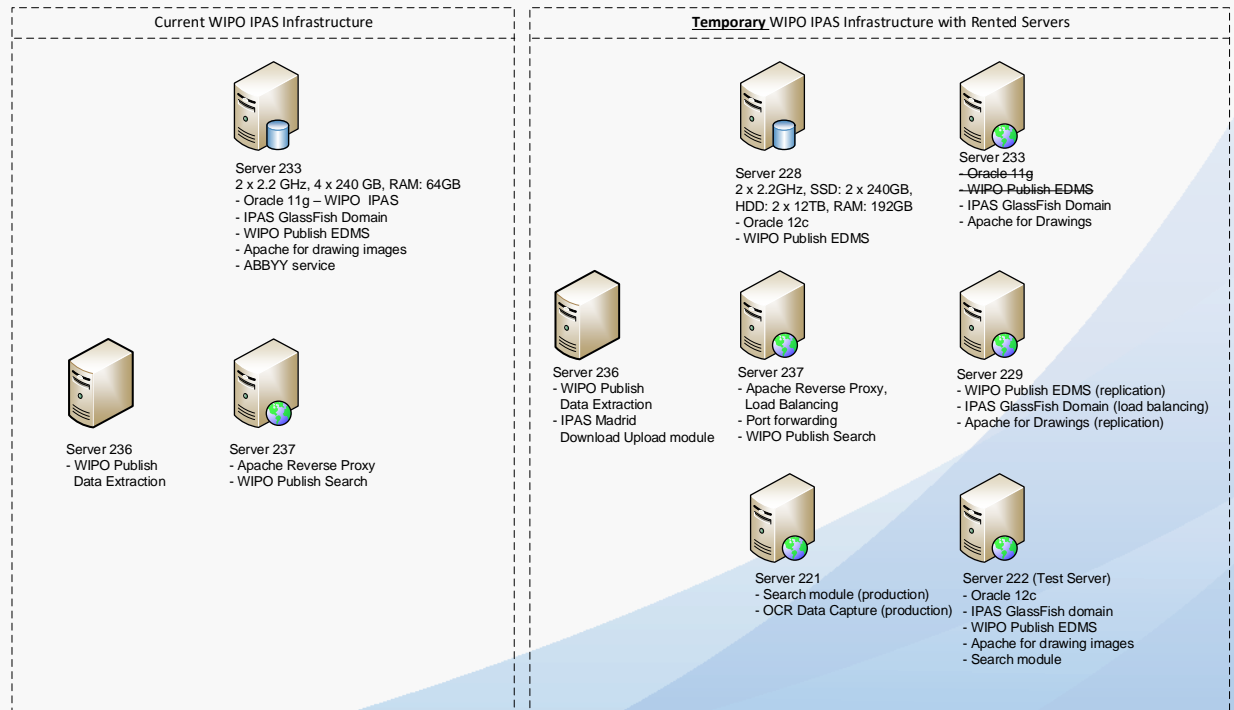 Current WIPO IPAS Infrastructure
Server 233
2 x 2.2 GHz, 4 x 240 GB, RAM: 64GB
- Oracle 11g – WIPO IPAS
- IPAS GlassFish Domain
- WIPO Publish EDMS
- Apache for drawing images
- ABBYY service
Server 236
- WIPO Publish
Data Extraction
Server 237
- Apache Reverse Proxy
- WIPO Publish Search
Temporary WIPO IPAS Infrastructure with Rented Servers
Server 228
2 x 2.2GHz, SSD: 2 x 240GB,
HDD: 2 x 12TB, RAM: 192GB
- Oracle 12c
- WIPO Publish EDMS
Server 233
- Oracle 11g
- WIPO Publish EDMS
- IPAS GlassFish Domain
- Apache for Drawings
Server 236
- WIPO Publish
Data Extraction
- IPAS Madrid
Download Upload module
Server 237
- Apache Reverse Proxy,
Load Balancing
- Port forwarding
- WIPO Publish Search
Server 229
- WIPO Publish EDMS (replication)
- IPAS GlassFish Domain (load balancing)
- Apache for Drawings (replication)
Server 221
- Search module (production)
- OCR Data Capture (production)
Server 222 (Test Server)
- Oracle 12c
- IPAS GlassFish domain
- WIPO Publish EDMS
- Apache for drawing images
- Search module